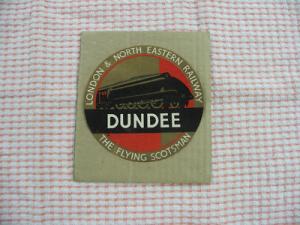 LONDON & NORTH EASTERN RAILWAY
DUNDEE
THE FLYING SCOTSMAN